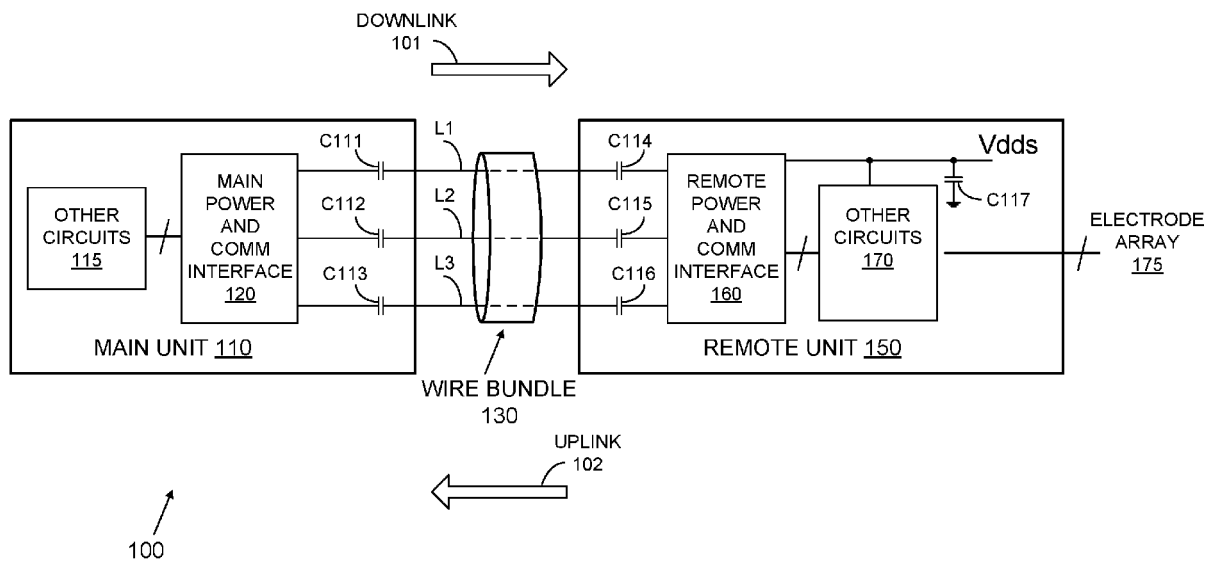 DOWNLINK
101
C111
L1
C114
Vdds
MAIN
POWER
AND
COMM
INTERFACE
120
OTHER
CIRCUITS
115
C112
L2
C115
REMOTE
POWER
AND
COMM
INTERFACE
160
C117
OTHER
CIRCUITS
170
ELECTRODE
ARRAY
175
C113
L3
C116
MAIN UNIT 110
REMOTE UNIT 150
WIRE BUNDLE
130
UPLINK
102
100